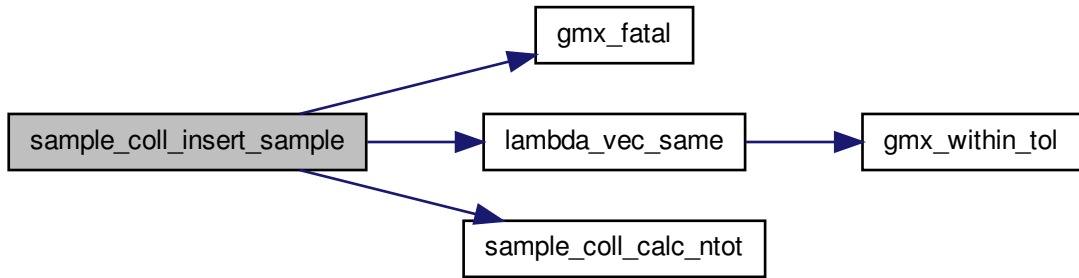 gmx_fatal
sample_coll_insert_sample
lambda_vec_same
gmx_within_tol
sample_coll_calc_ntot